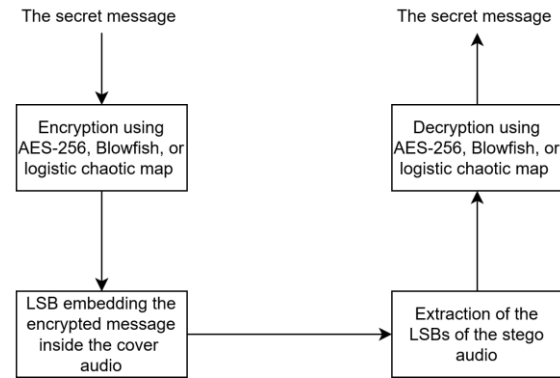 The secret message
Encryption using
AES-256, Blowfish, or
logistic chaotic map
LSB embedding the
encrypted message
inside the cover
audio
Extraction of the
LSBs of the stego
audio
Decryption using
AES-256, Blowfish, or
logistic chaotic map
The secret message